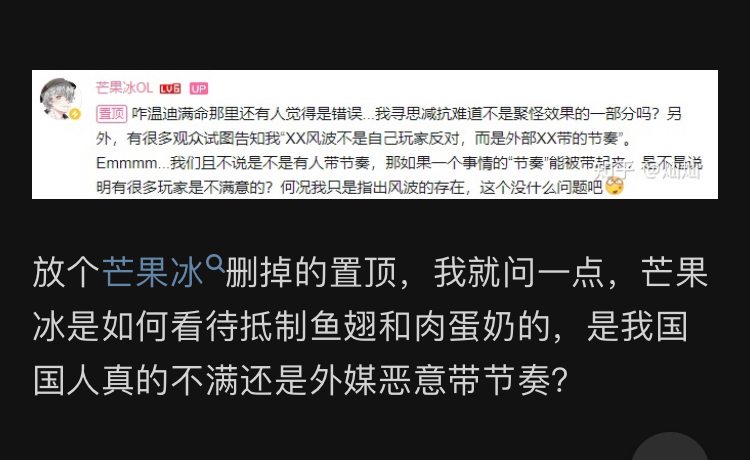 芒果冰OL LV6 UP
置顶 咋温迪满命那里还有人觉得是错误...我寻思减抗难道不是聚怪效果的一部分吗？另
外，有很多观众试图告知我“XX风波不是自己玩家反对，而是外部XX带的节奏”。
Emmmm...我们且不说是不是有人带节奏，那如果一个事情的“节奏”能被带起来，是不是说
明有很多玩家是不满意的？何况我只是指出风波的存在，这个没什么问题吧
知乎 @灿灿
放个芒果冰删掉的置顶，我就问一点，芒果
冰是如何看待抵制鱼翅和肉蛋奶的，是我国
国人真的不满还是外媒恶意带节奏？